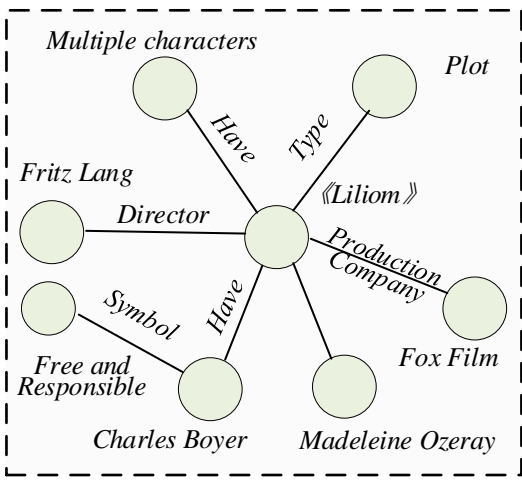 Multiple characters
Plot
Have
Type
Fritz Lang
《Liliom》
Director
Production
Company
Symbol
Have
Free and
Responsible
Fox Film
Charles Boyer
Madeleine Ozeray